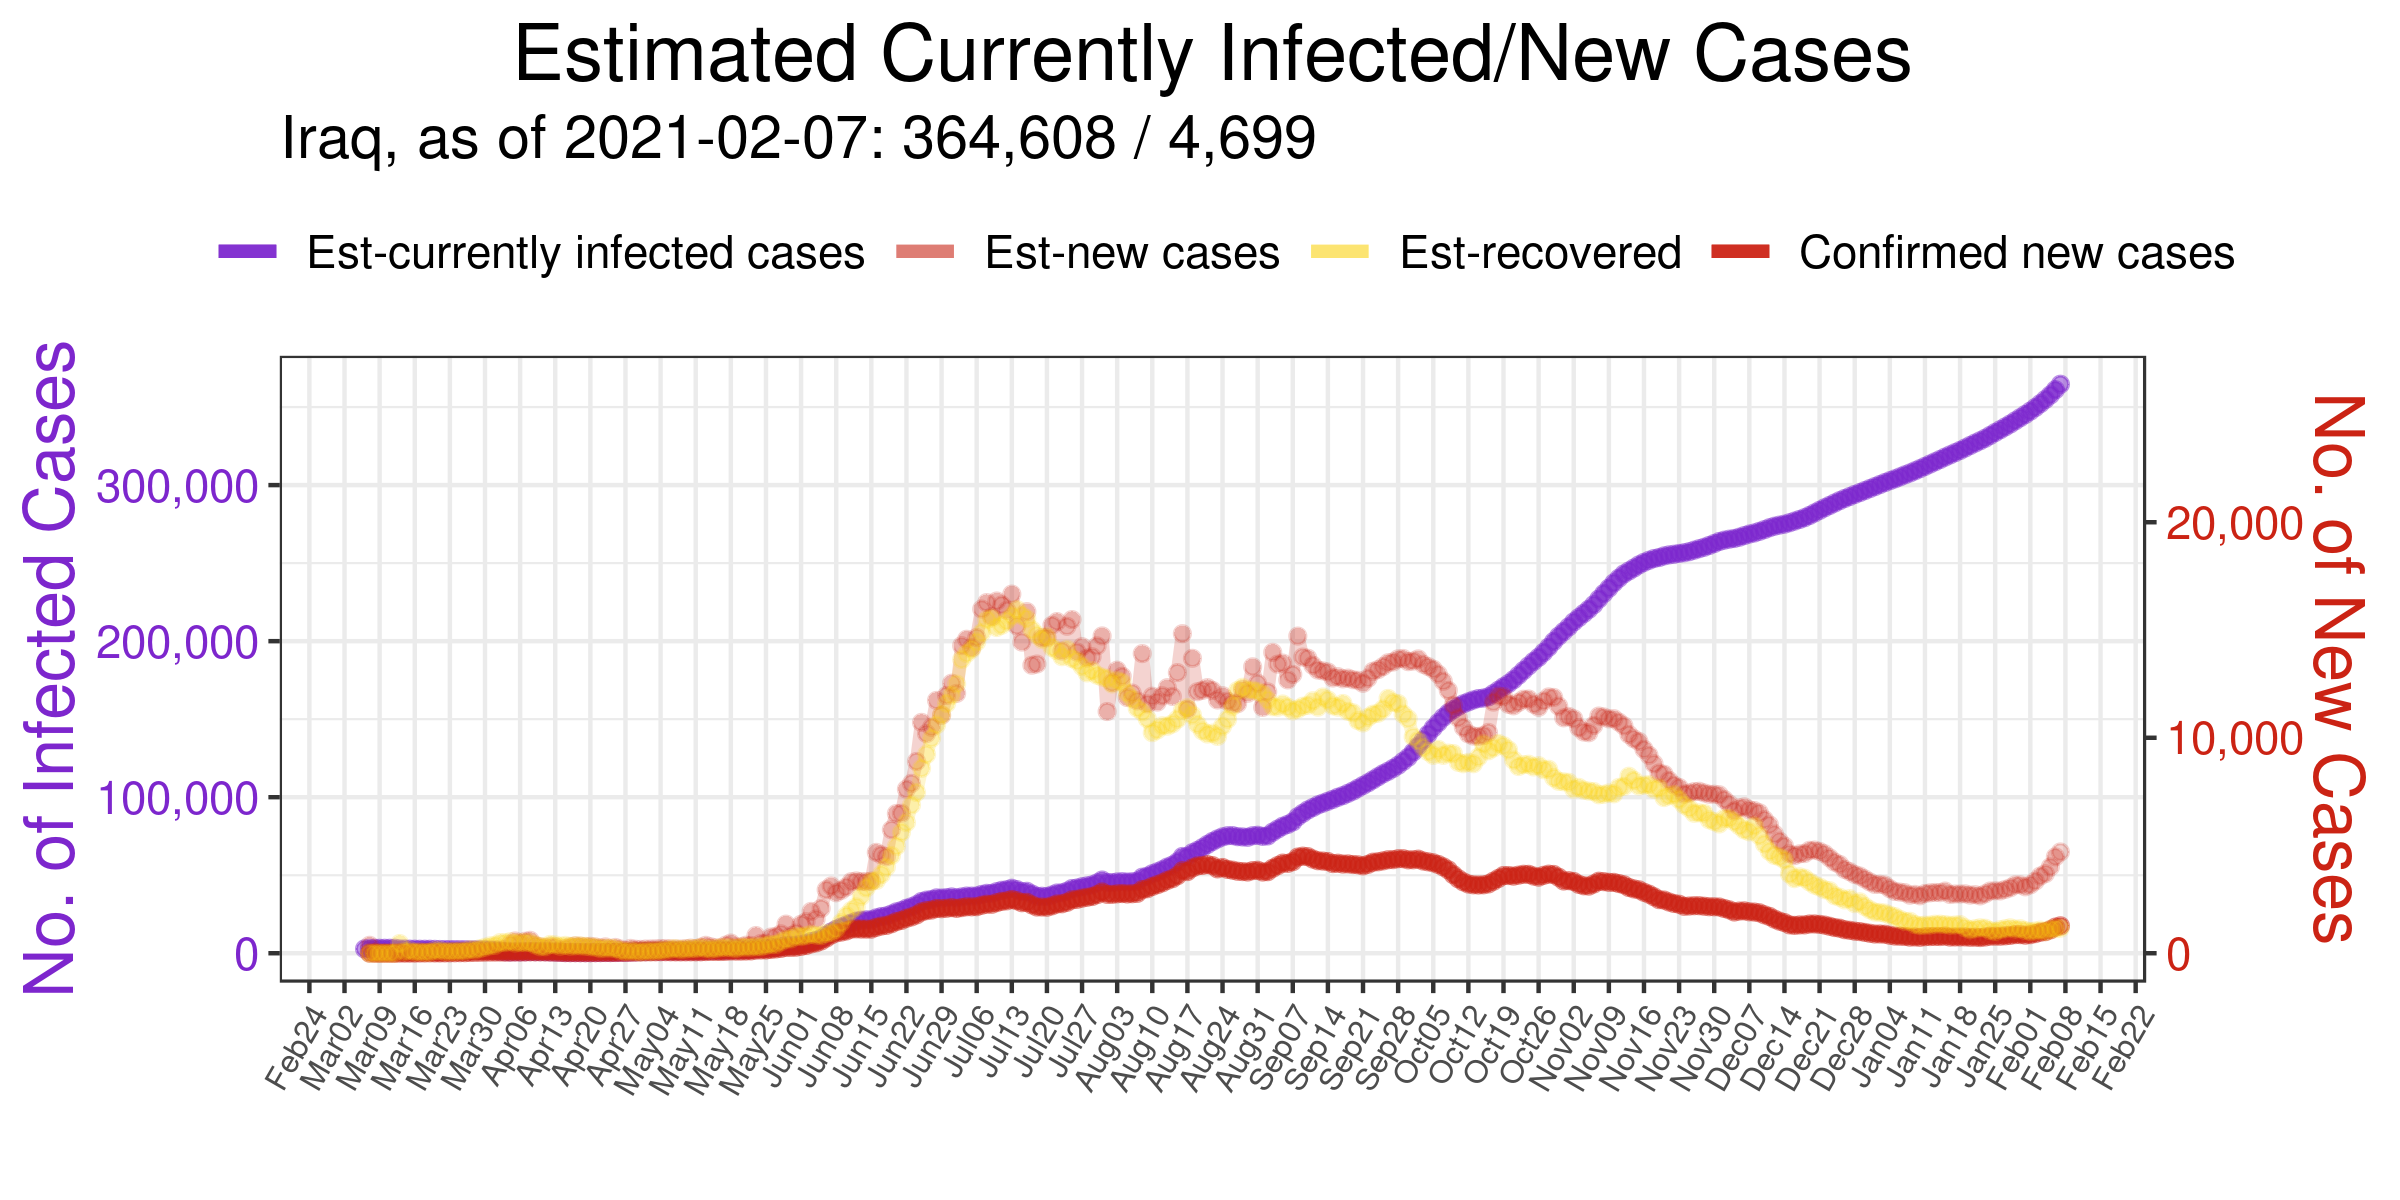 Estimated Currently Infected/New Cases
Iraq, as of 2021-02-07: 364,608 / 4,699
Est-currently infected cases
Est-new cases
Est-recovered
Confirmed new cases
No. of Infected Cases
300,000
200,000
100,000
0
20,000
10,000
0
No. of New Cases
Feb24
Mar02
Mar09
Mar16
Mar23
Mar30
Apr06
Apr13
Apr20
Apr27
May04
May11
May18
May25
Jun01
Jun08
Jun15
Jun22
Jun29
Jul06
Jul13
Jul20
Jul27
Aug03
Aug10
Aug17
Aug24
Aug31
Sep07
Sep14
Sep21
Sep28
Oct05
Oct12
Oct19
Oct26
Nov02
Nov09
Nov16
Nov23
Nov30
Dec07
Dec14
Dec21
Dec28
Jan04
Jan11
Jan18
Jan25
Feb01
Feb08
Feb15
Feb22